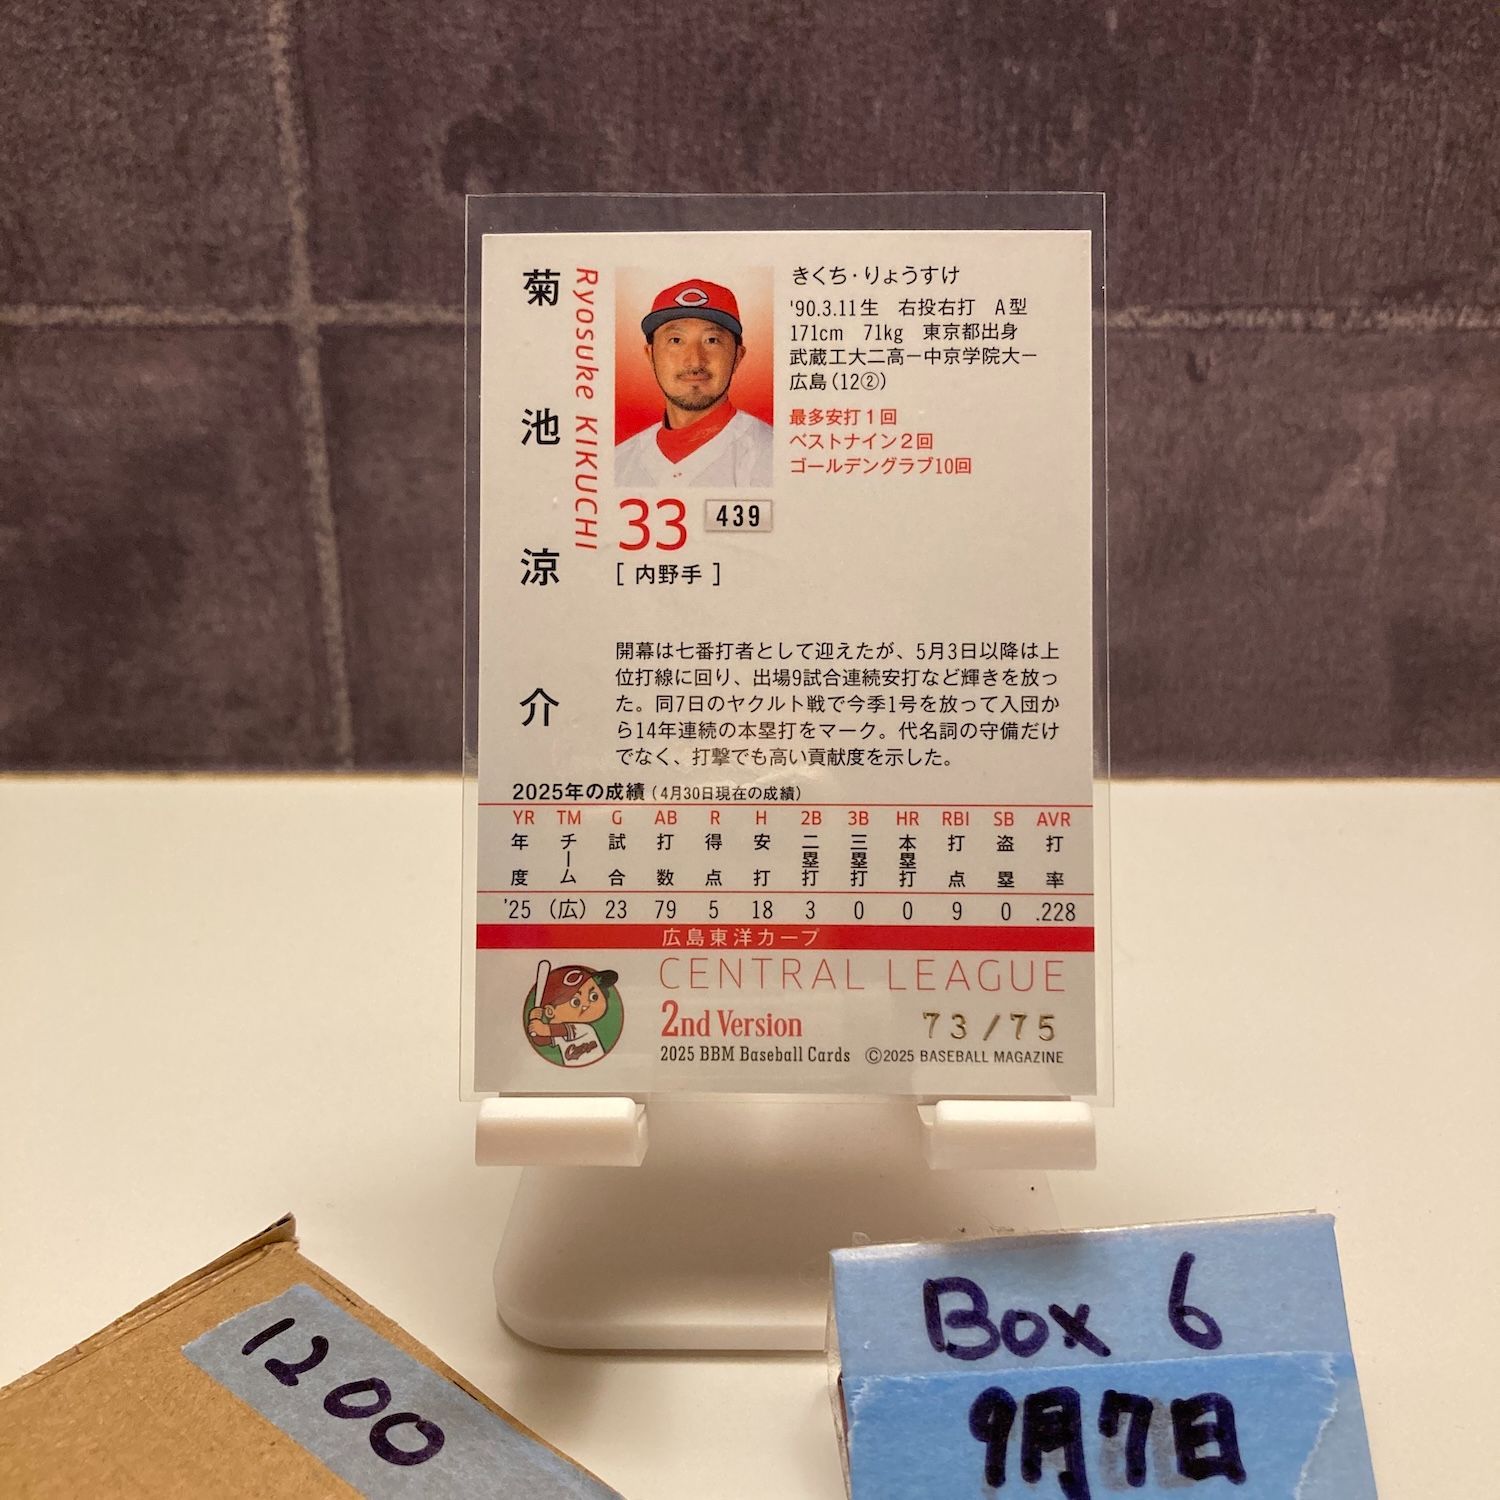 菊池涼介
Ryosuke KIKUCHI
きくち・りょうすけ
'90.3.11生 右投右打 A型
171cm 71kg 東京都出身
武蔵工大二高ー中京学院大ー
広島(12②)
最多安打1回
ベストナイン2回
ゴールデングラブ10回
33 439
[ 内野手 ]
開幕は七番打者として迎えたが、5月3日以降は上
位打線に回り、出場9試合連続安打など輝きを放っ
た。同7日のヤクルト戦で今季1号を放って入団か
ら14年連続の本塁打をマーク。代名詞の守備だけ
でなく、打撃でも高い貢献度を示した。
2025年の成績(4月30日現在の成績)
YR TM G AB R H 2B 3B HR RBI SB AVR
年度 チーム 試合 打数 得点 安打 二塁打 三塁打 本塁打 打点 盗塁 打率
'25 (広) 23 79 5 18 3 0 0 9 0 .228
広島東洋カープ
CENTRAL LEAGUE
C
Carp
2nd Version
73/75
2025 BBM Baseball Cards ©2025 BASEBALL MAGAZINE
1200
Box 6
9月7日